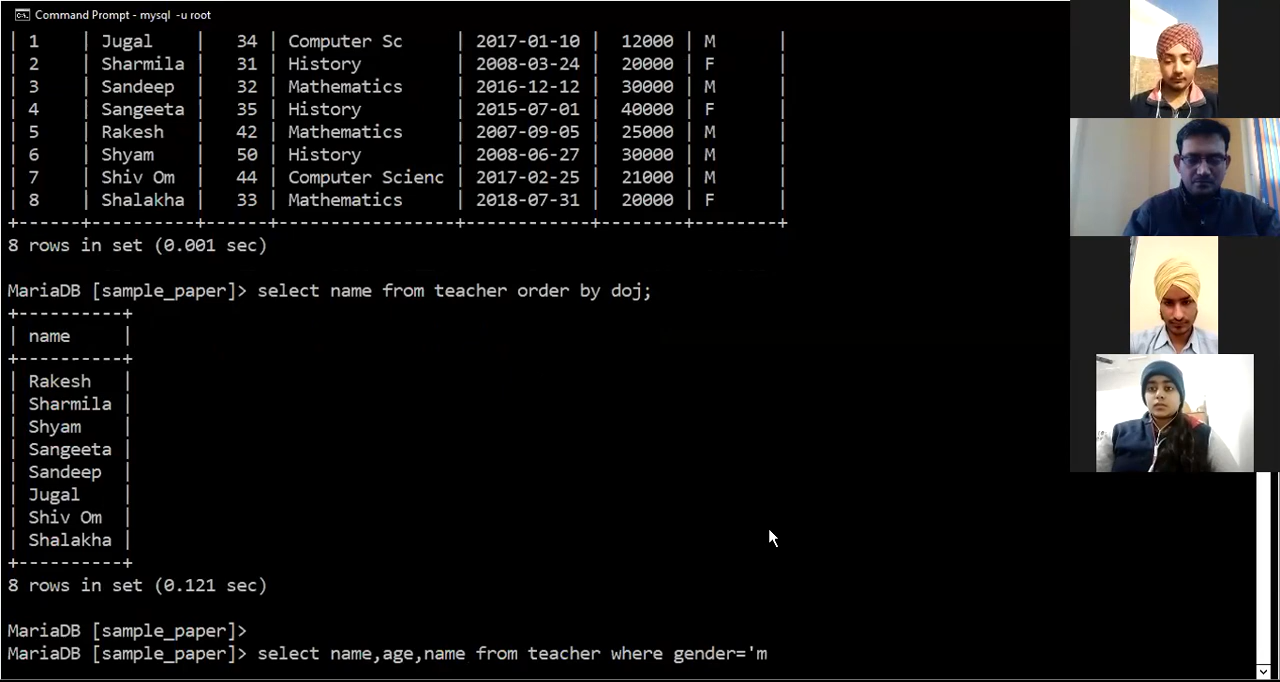 Command Prompt - mysql -u root
| 1 | Jugal | 34 | Computer Sc | 2017-01-10 | 12000 | M |
| 2 | Sharmila | 31 | History | 2008-03-24 | 20000 | F |
| 3 | Sandeep | 32 | Mathematics | 2016-12-12 | 30000 | M |
| 4 | Sangeeta | 35 | History | 2015-07-01 | 40000 | F |
| 5 | Rakesh | 42 | Mathematics | 2007-09-05 | 25000 | M |
| 6 | Shyam | 50 | History | 2008-06-27 | 30000 | M |
| 7 | Shiv Om | 44 | Computer Scienc | 2017-02-25 | 21000 | M |
| 8 | Shalakha | 33 | Mathematics | 2018-07-31 | 20000 | F |
+------+----------+------+-----------------+------------+--------+--------+
8 rows in set (0.001 sec)
MariaDB [sample_paper]> select name from teacher order by doj;
+----------+
| name |
+----------+
| Rakesh |
| Sharmila |
| Shyam |
| Sangeeta |
| Sandeep |
| Jugal |
| Shiv Om |
| Shalakha |
+----------+
8 rows in set (0.121 sec)
MariaDB [sample_paper]>
MariaDB [sample_paper]> select name,age,name from teacher where gender='m